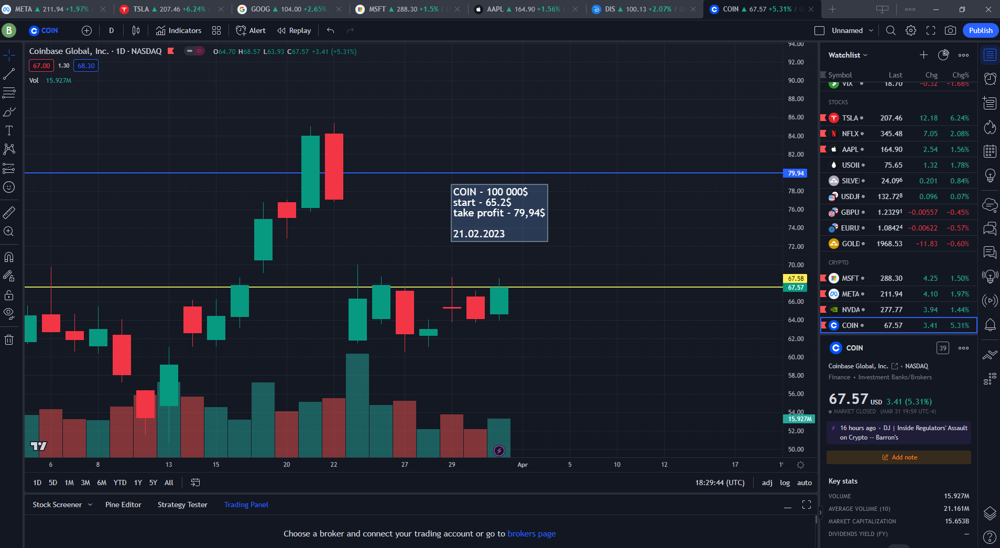 META 211.94 +1.97% /
TSLA 207.46 +6.24% /
GOOG 104.00 +2.65%
MSFT 288.30 +1.5% /
AAPL 164.90 +1.56%
DIS 100.13 +2.07% /
COIN 67.57 +5.31% /
B COIN D Indicators Alert Replay Unnamed Publish
Coinbase Global, Inc. · 1D · NASDAQ O64.70 H68.57 L63.93 C67.57 +3.41 (+5.31%)
67.00 1.30 68.30
Vol 15.927M
COIN - 100 000$
start - 65.2$
take profit - 79,94$
21.02.2023
94.00
92.00
90.00
88.00
86.00
84.00
82.00
79.94
78.00
76.00
74.00
72.00
70.00
67.58
67.57
66.00
64.00
62.00
60.00
58.00
56.00
54.00
15.927M
52.00
50.00
6 8 13 15 20 22 27 29 Apr 5 10 12 17
1D 5D 1M 3M 6M YTD 1Y 5Y All 18:29:44 (UTC) adj log auto
Stock Screener Pine Editor Strategy Tester Trading Panel
Choose a broker and connect your trading account or go to brokers page
Watchlist
Symbol Last Chg Chg%
VIX 18.70 −0.32 −1.68%
STOCKS
TSLA 207.46 12.18 6.24%
NFLX 345.48 7.05 2.08%
AAPL 164.90 2.54 1.56%
USOIL 75.65 1.32 1.78%
SILVE 24.096 0.201 0.84%
USDJF 132.728 0.096 0.07%
GBPU 1.23291 −0.00557 −0.45%
EURU 1.08424 −0.00622 −0.57%
GOLD 1968.53 −11.83 −0.60%
CRYPTO
MSFT 288.30 4.25 1.50%
META 211.94 4.10 1.97%
NVDA 277.77 3.94 1.44%
COIN 67.57 3.41 5.31%
COIN 39
Coinbase Global, Inc. • NASDAQ
Finance • Investment Banks/Brokers
67.57 USD 3.41 (5.31%)
MARKET CLOSED (MAR 31 19:59 UTC-4)
16 hours ago • DJ | Inside Regulators' Assault
on Crypto -- Barron's
Add note
Key stats
VOLUME 15.927M
AVERAGE VOLUME (10) 21.161M
MARKET CAPITALIZATION 15.653B
DIVIDENDS YIELD (FY) —